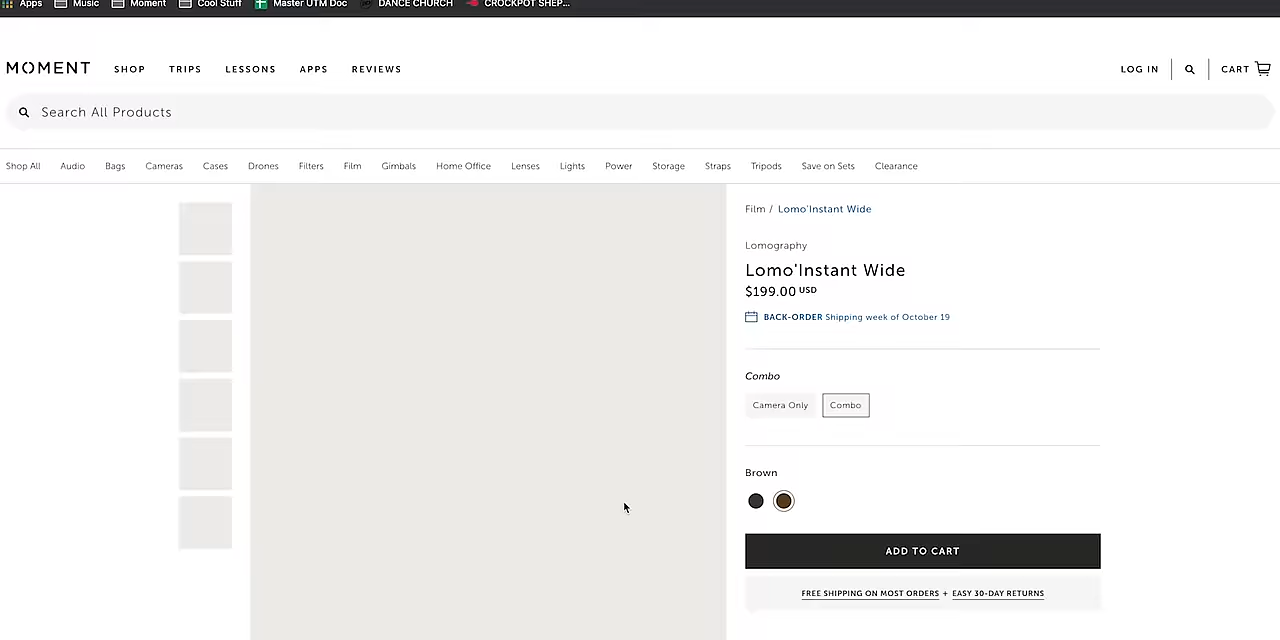 Apps Music Moment Cool Stuff Master UTM Doc DANCE CHURCH CROCKPOT SHEP...
MOMENT SHOP TRIPS LESSONS APPS REVIEWS LOG IN CART
Search All Products
Shop All Audio Bags Cameras Cases Drones Filters Film Gimbals Home Office Lenses Lights Power Storage Straps Tripods Save on Sets Clearance
Film / Lomo'Instant Wide
Lomography
Lomo'Instant Wide
$199.00 USD
BACK-ORDER Shipping week of October 19
Combo
Camera Only Combo
Brown
ADD TO CART
FREE SHIPPING ON MOST ORDERS + EASY 30-DAY RETURNS